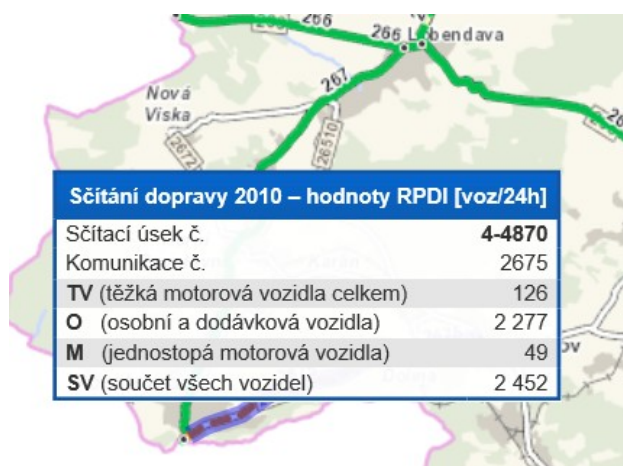 266
266 Lobendava
267
Nová
Víska
2672
26510
Sčítání dopravy 2010 – hodnoty RPDI [voz/24h]
Sčítací úsek č. 4-4870
Komunikace č. 2675
TV (těžká motorová vozidla celkem) 126
O (osobní a dodávková vozidla) 2 277
M (jednostopá motorová vozidla) 49
SV (součet všech vozidel) 2 452